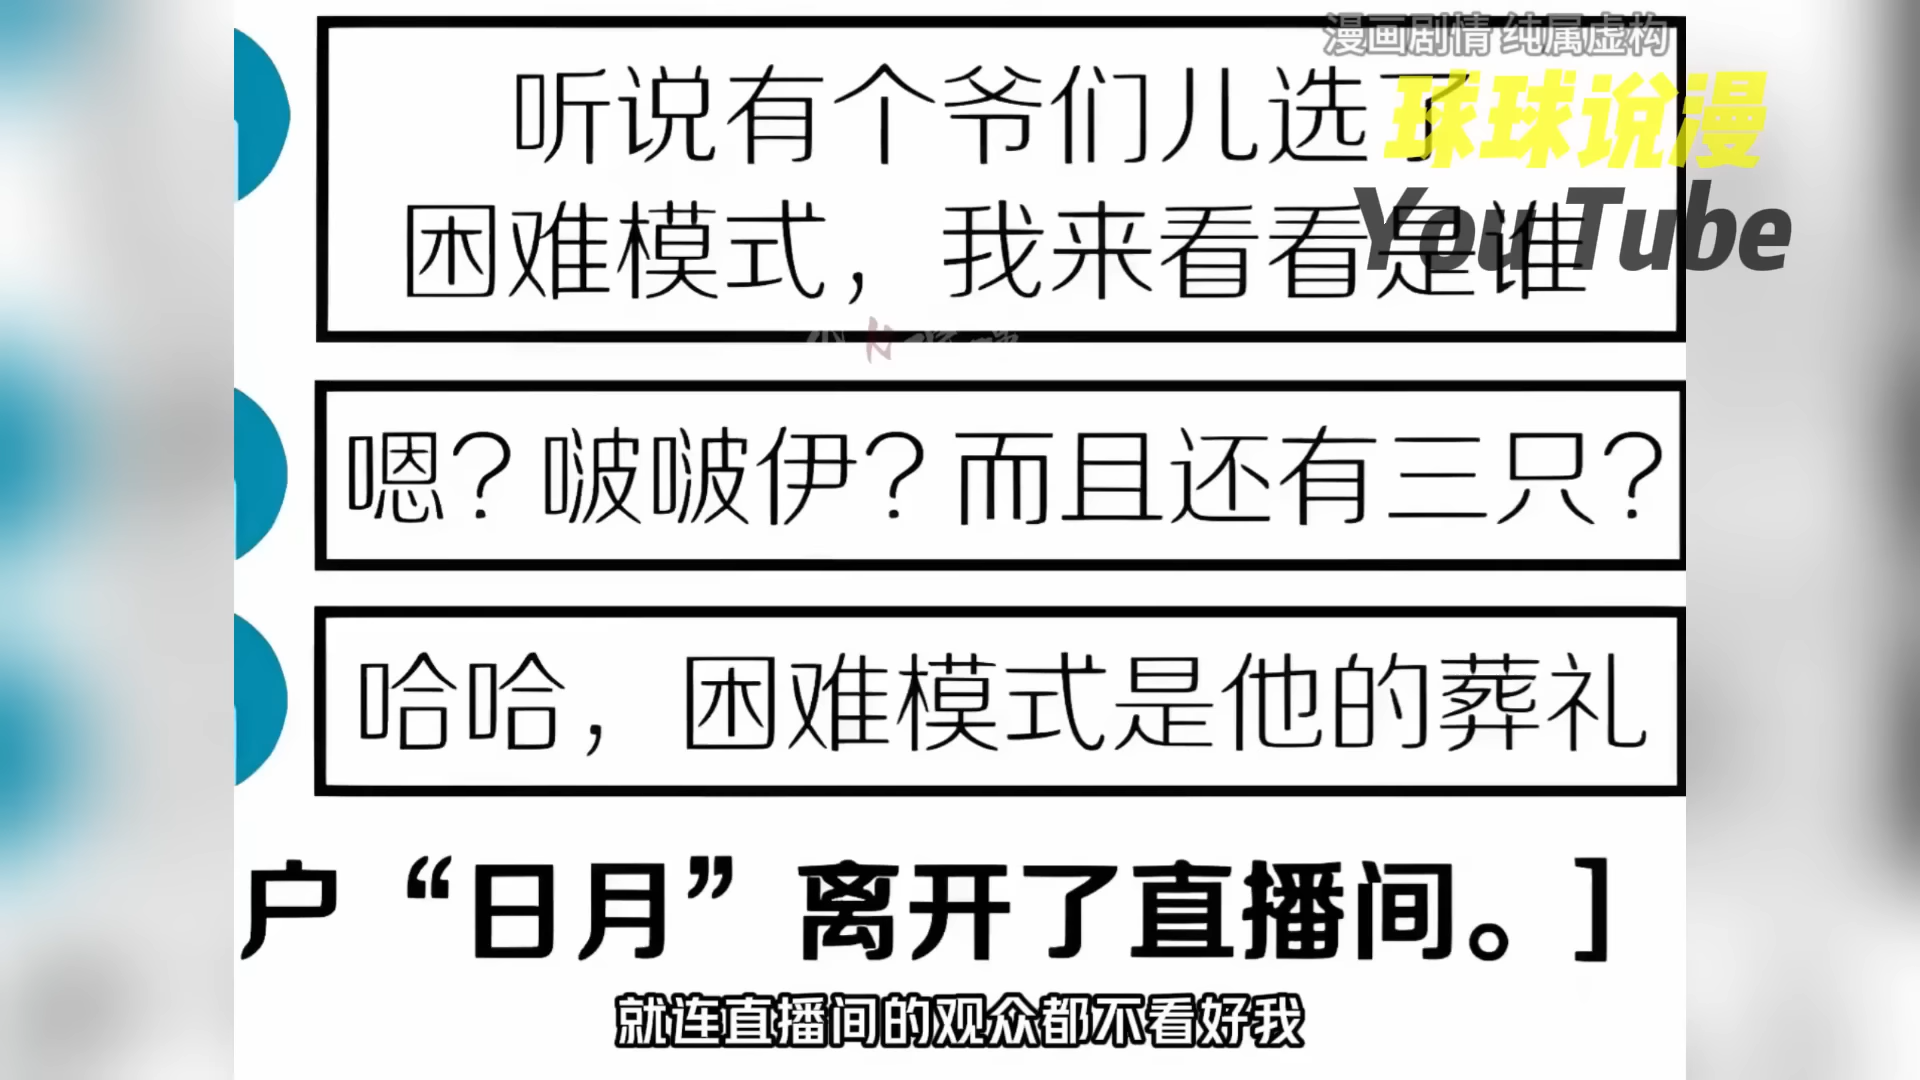 漫画剧情 纯属虚构
听说有个爷们儿选了
球球说漫
YouTube
困难模式，我来看看是谁
嗯？啵啵伊？而且还有三只？
哈哈，困难模式是他的葬礼
户“日月”离开了直播间。]
就连直播间的观众都不看好我